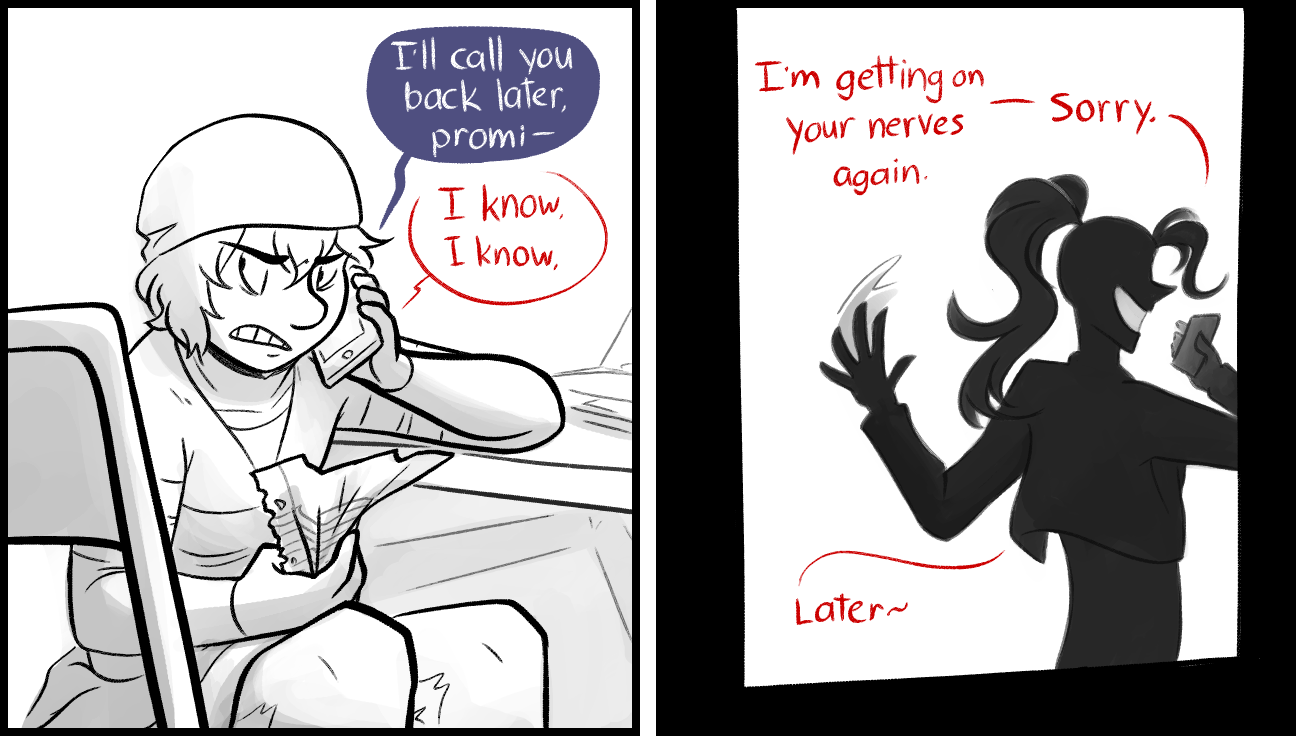 I'll call you
back later,
promi—
I know,
I know,
I'm getting on
your nerves
again.
Sorry.
Later~